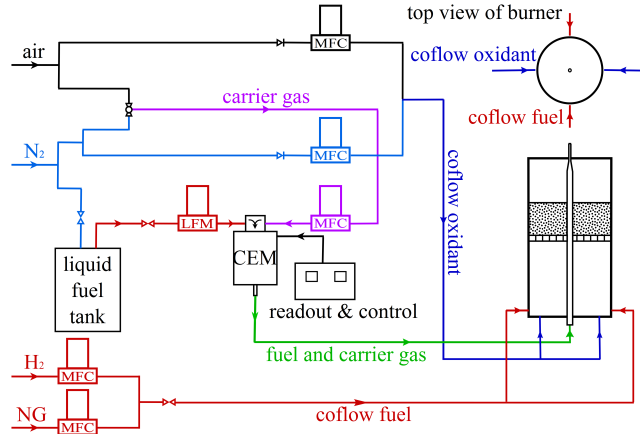 top view of burner
MFC
air
coflow oxidant
carrier gas
coflow fuel
N₂
MFC
coflow oxidant
LFM
MFC
CEM
liquid
fuel
tank
readout & control
fuel and carrier gas
H₂
MFC
NG
MFC
coflow fuel